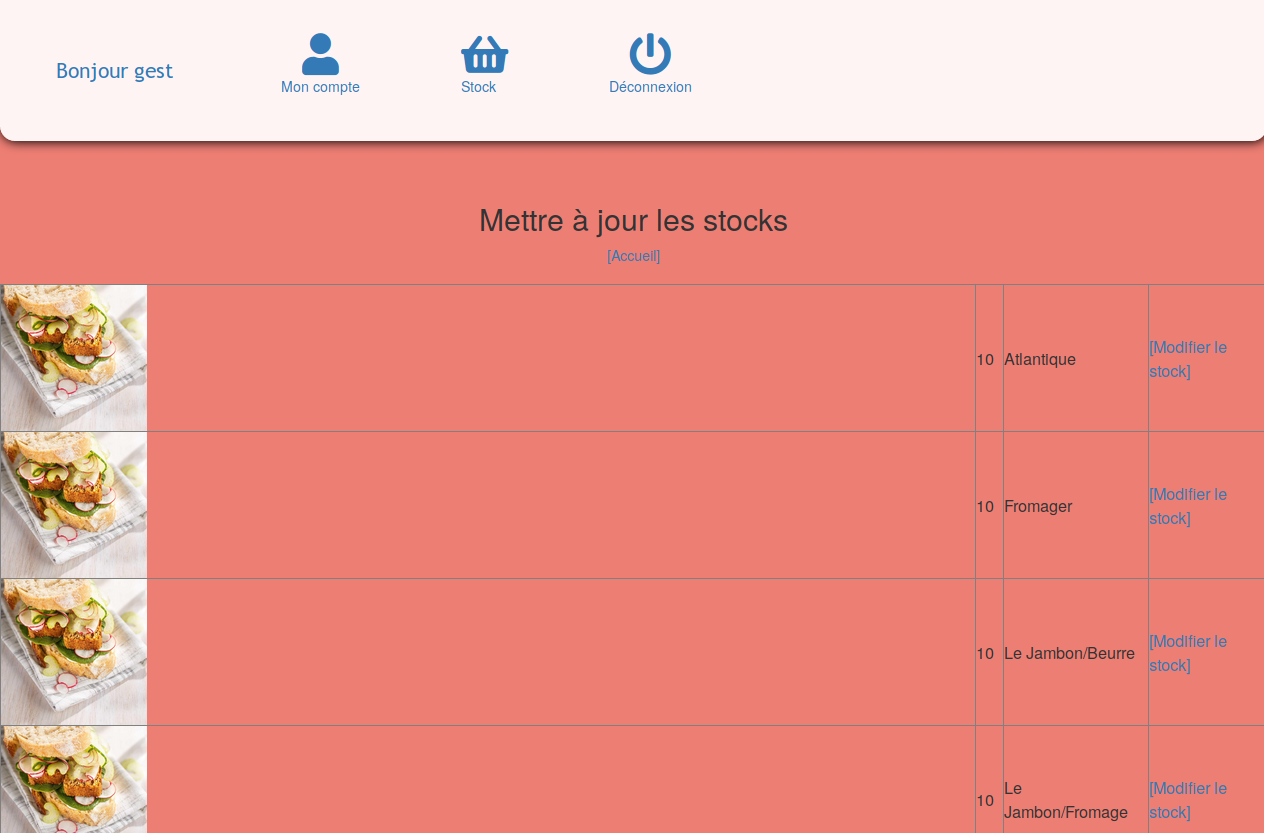 Bonjour gest
Mon compte
Stock
Déconnexion
Mettre à jour les stocks
[Accueil]
10
Atlantique
[Modifier le
stock]
10
Fromager
[Modifier le
stock]
10
Le Jambon/Beurre
[Modifier le
stock]
10
Le
Jambon/Fromage
[Modifier le
stock]